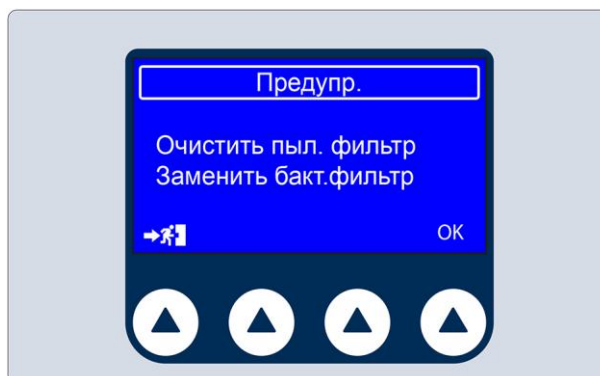 Предупр.
Очистить пыл. фильтр
Заменить бакт.фильтр
OK